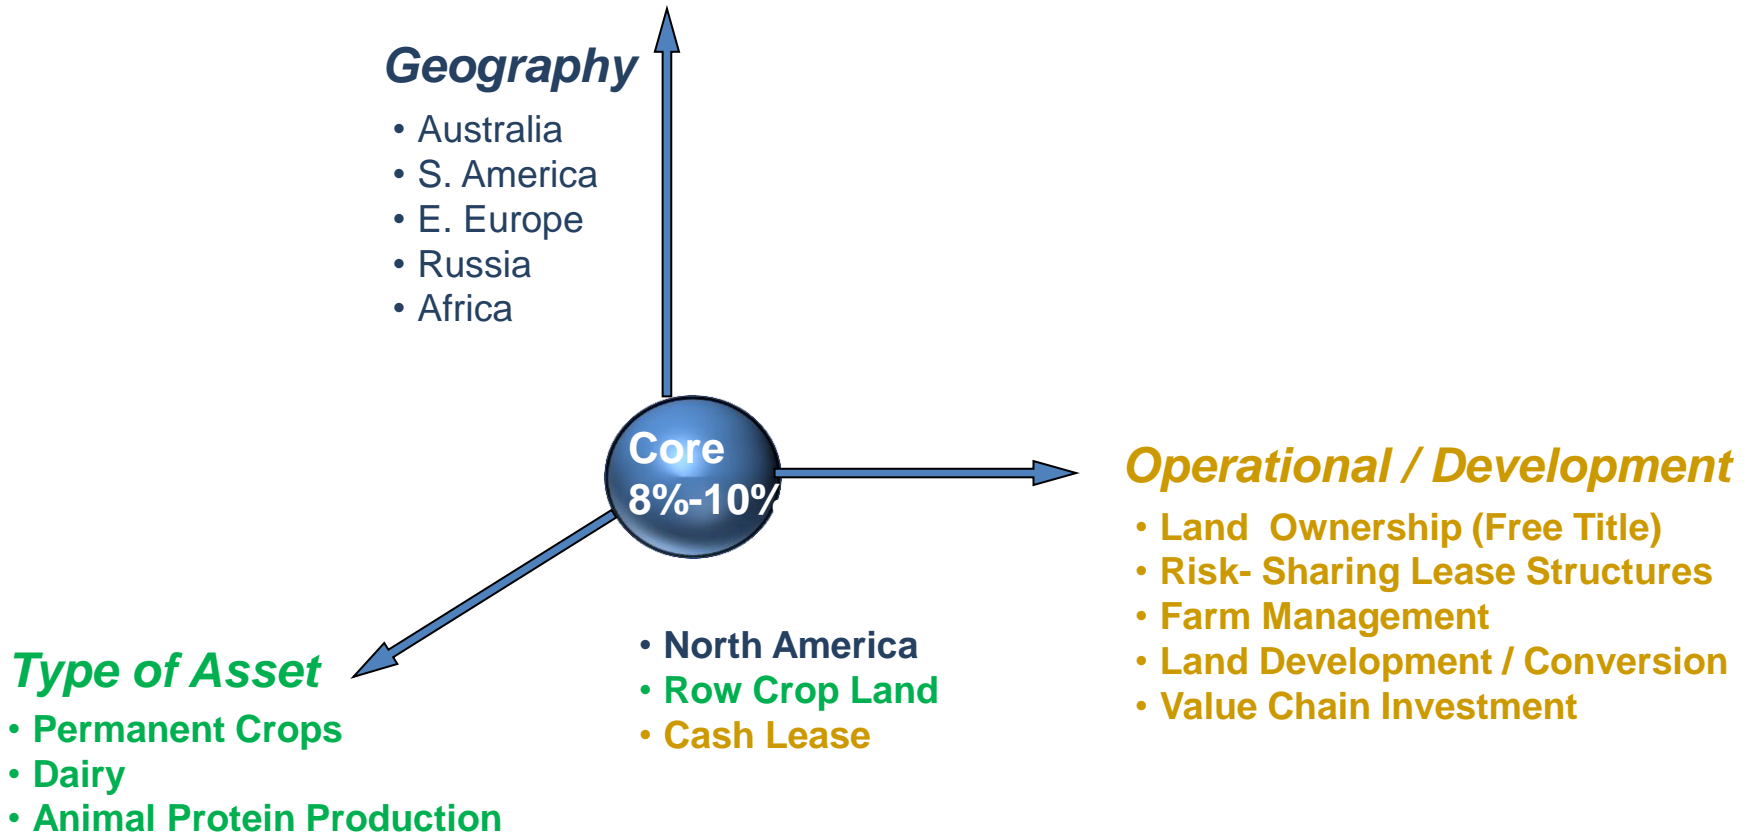 Geography
• Australia
• S. America
• E. Europe
• Russia
• Africa
Core
8%-10%
Operational / Development
• Land  Ownership (Free Title)
• Risk- Sharing Lease Structures
• Farm Management
• Land Development / Conversion
• Value Chain Investment
• North America
• Row Crop Land
• Cash Lease
Type of Asset
• Permanent Crops
• Dairy
• Animal Protein Production